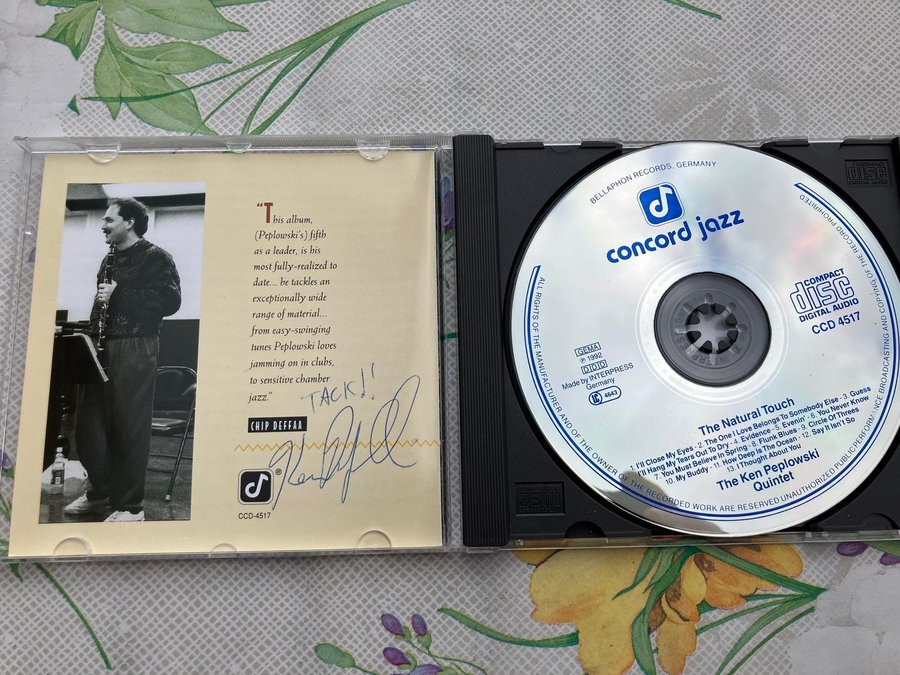 “This album,
(Peplowski's) fifth
as a leader, is his
most fully-realized to
date... he tackles an
exceptionally wide
range of material...
from easy-swinging
tunes Peplowski loves
jamming on in clubs,
to sensitive chamber
jazz.”
TACK!!
CHIP DEFFAA
®
CCD-4517
BELLAPHON RECORDS, GERMANY
concord jazz
COMPACT
disc
DIGITAL AUDIO
CCD 4517
GEMA
Ⓟ 1992
DDD
Made by INTERPRESS
Germany
LC 4643
The Natural Touch
1. I'll Close My Eyes - 2. The One I Love Belongs To Somebody Else - 3. Guess
I'll Hang My Tears Out To Dry - 4. Evidence - 5. Evenin' - 6. You Never Know
7. You Must Believe in Spring - 8. Flunk Blues - 9. Circle Of Threes
10. My Buddy - 11. How Deep Is the Ocean - 12. Say It Isn't So
13. I Thought About You
The Ken Peplowski
Quintet
ALL RIGHTS OF THE MANUFACTURER AND OF THE OWNER OF THE RECORDED WORK ARE RESERVED UNAUTHORIZED PUBLIC PERFORMANCE BROADCASTING AND COPYING OF THE RECORD PROHIBITED
COMPACT
disc
DIGITAL AUDIO